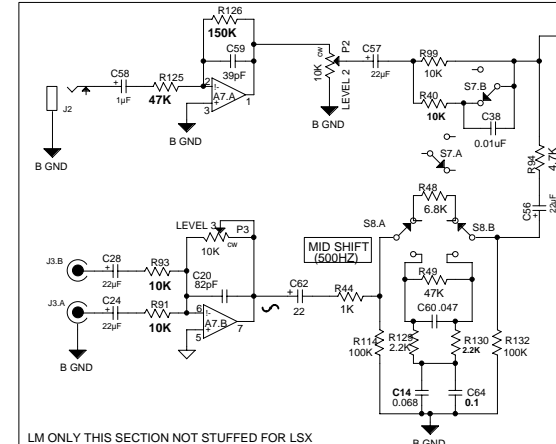 R126
150K
C59
39pF
C58
1µF
R125
47K
J2
2
!-
+
3
A7.A
1
B GND
B GND
10K
cw
P2
LEVEL 2
B GND
C57
+
22µF
R99
10K
R40
10K
S7.B
C38
0.01uF
S7.A
R94
4.7K
C56
+
22uF
R48
6.8K
S8.A
S8.B
MID SHIFT
(500HZ)
LEVEL 3
P3
10K
cw
J3.B
C28
+
22µF
R93
10K
C20
82pF
J3.A
C24
+
22µF
R91
10K
6
!-
+
5
A7.B
7
B GND
C62
+
22
R44
1K
R49
47K
C60 .047
R114
100K
R129
2.2K
R130
2.2K
R132
100K
C14
0.068
C64
0.1
B GND
LM ONLY THIS SECTION NOT STUFFED FOR LSX